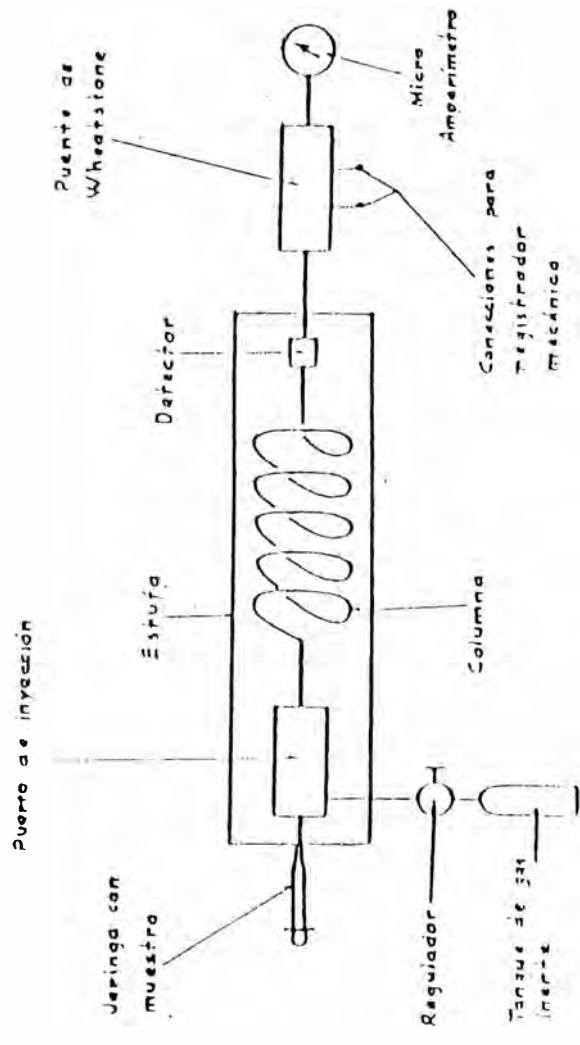 Puerto de inyección
Jeringa con
muestra
Estufa
Detector
Puente de
Wheatstone
Regulador
Tanque de gas
inerte
Columna
Conecciones para
registrador
mecánico
Micro
Amperímetro